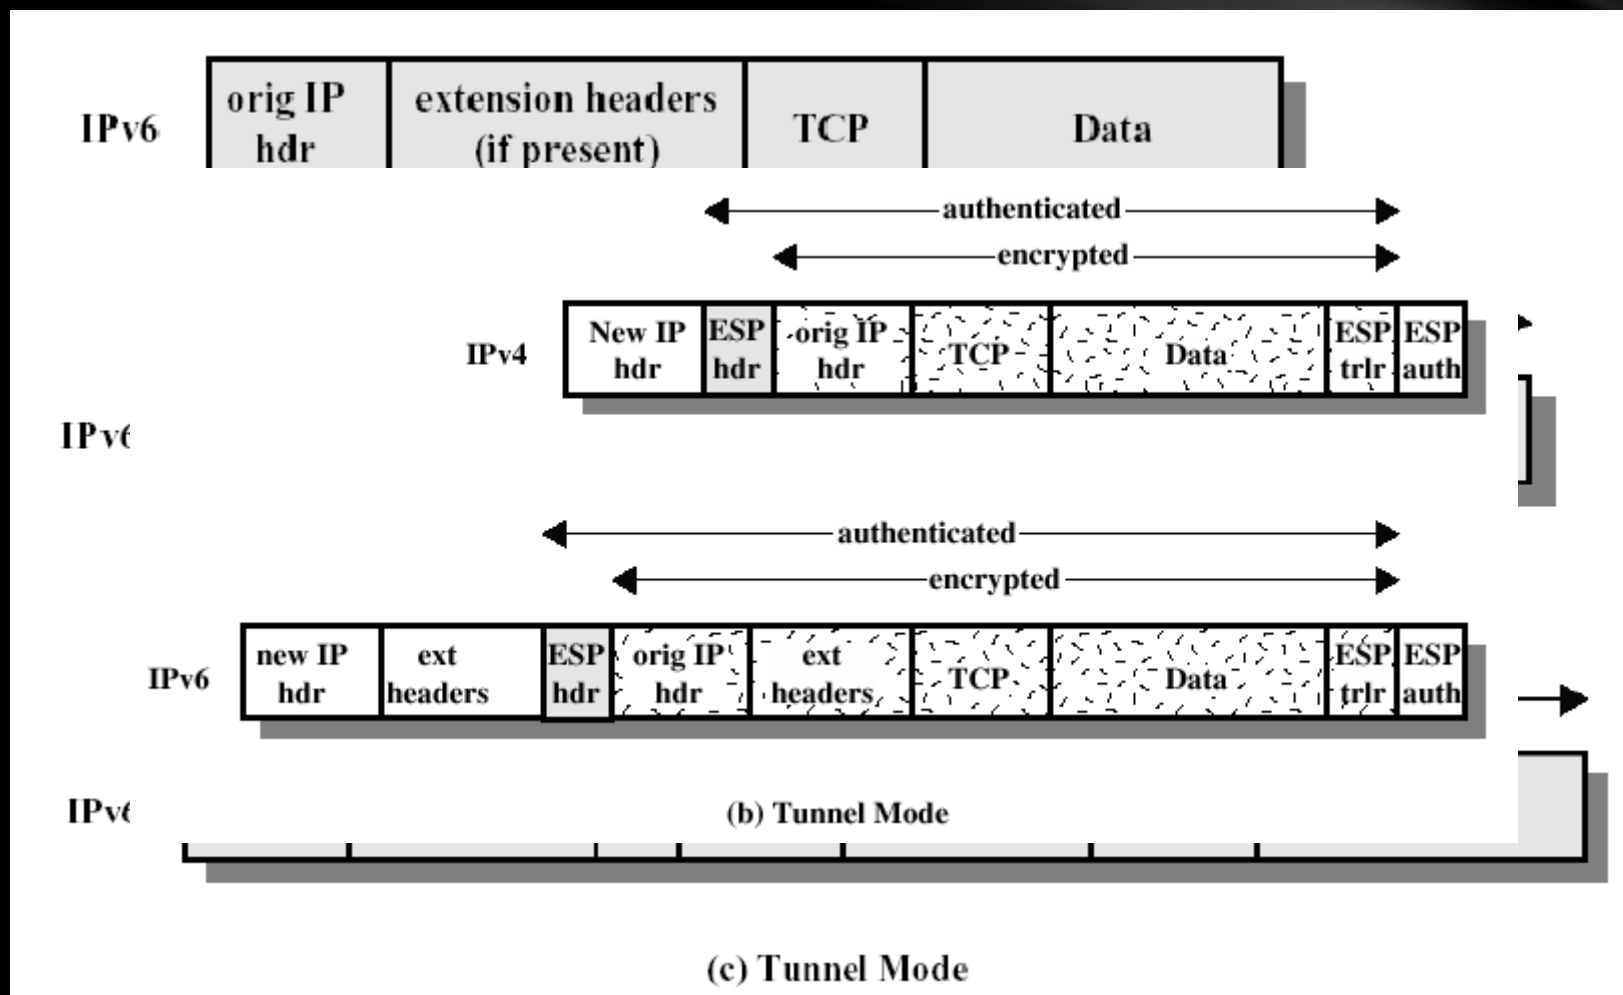 IPv6
orig IP
hdr
extension headers
(if present)
TCP
Data
authenticated
encrypted
IPv4
New IP
hdr
ESP
hdr
orig IP
hdr
TCP
Data
ESP
trlr
ESP
auth
authenticated
encrypted
IPv6
new IP
hdr
ext
headers
ESP
hdr
orig IP
hdr
ext
headers
TCP
Data
ESP
trlr
ESP
auth
(b) Tunnel Mode
(c) Tunnel Mode